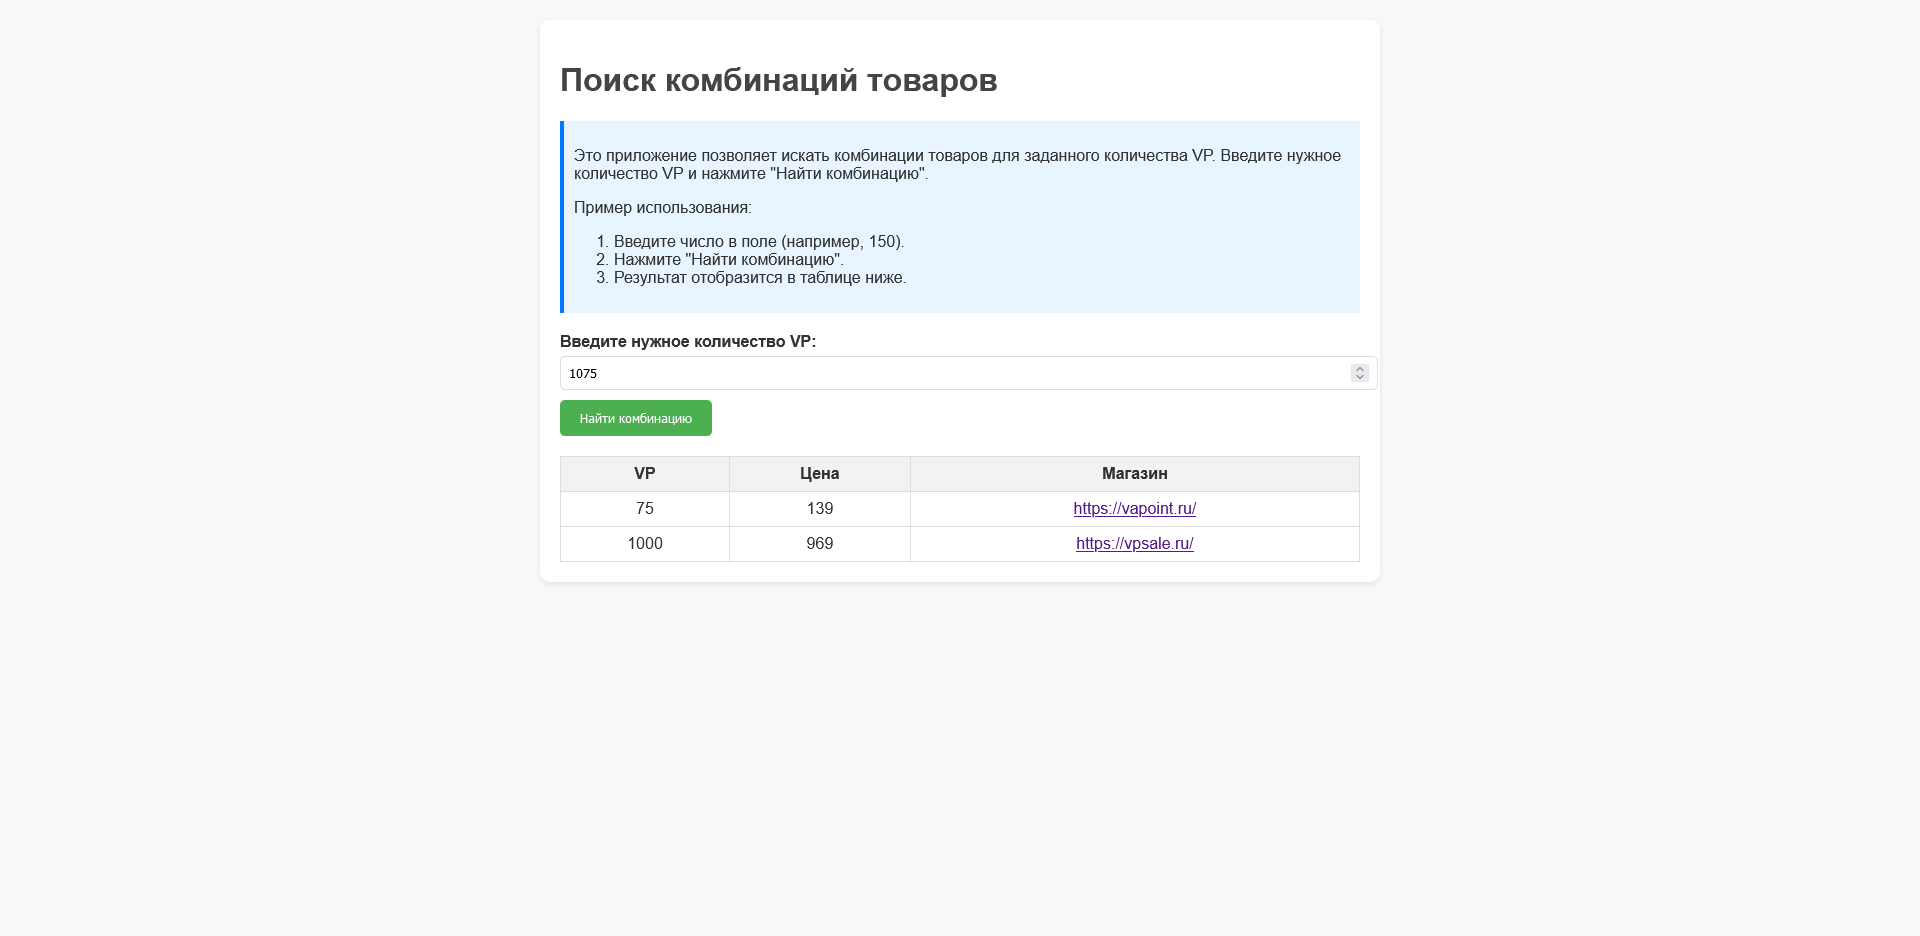 Поиск комбинаций товаров
Это приложение позволяет искать комбинации товаров для заданного количества VP. Введите нужное
количество VP и нажмите "Найти комбинацию".
Пример использования:
1. Введите число в поле (например, 150).
2. Нажмите "Найти комбинацию".
3. Результат отобразится в таблице ниже.
Введите нужное количество VP:
1075
Найти комбинацию
VP Цена Магазин
75 139 https://vapoint.ru/
1000 969 https://vpsale.ru/